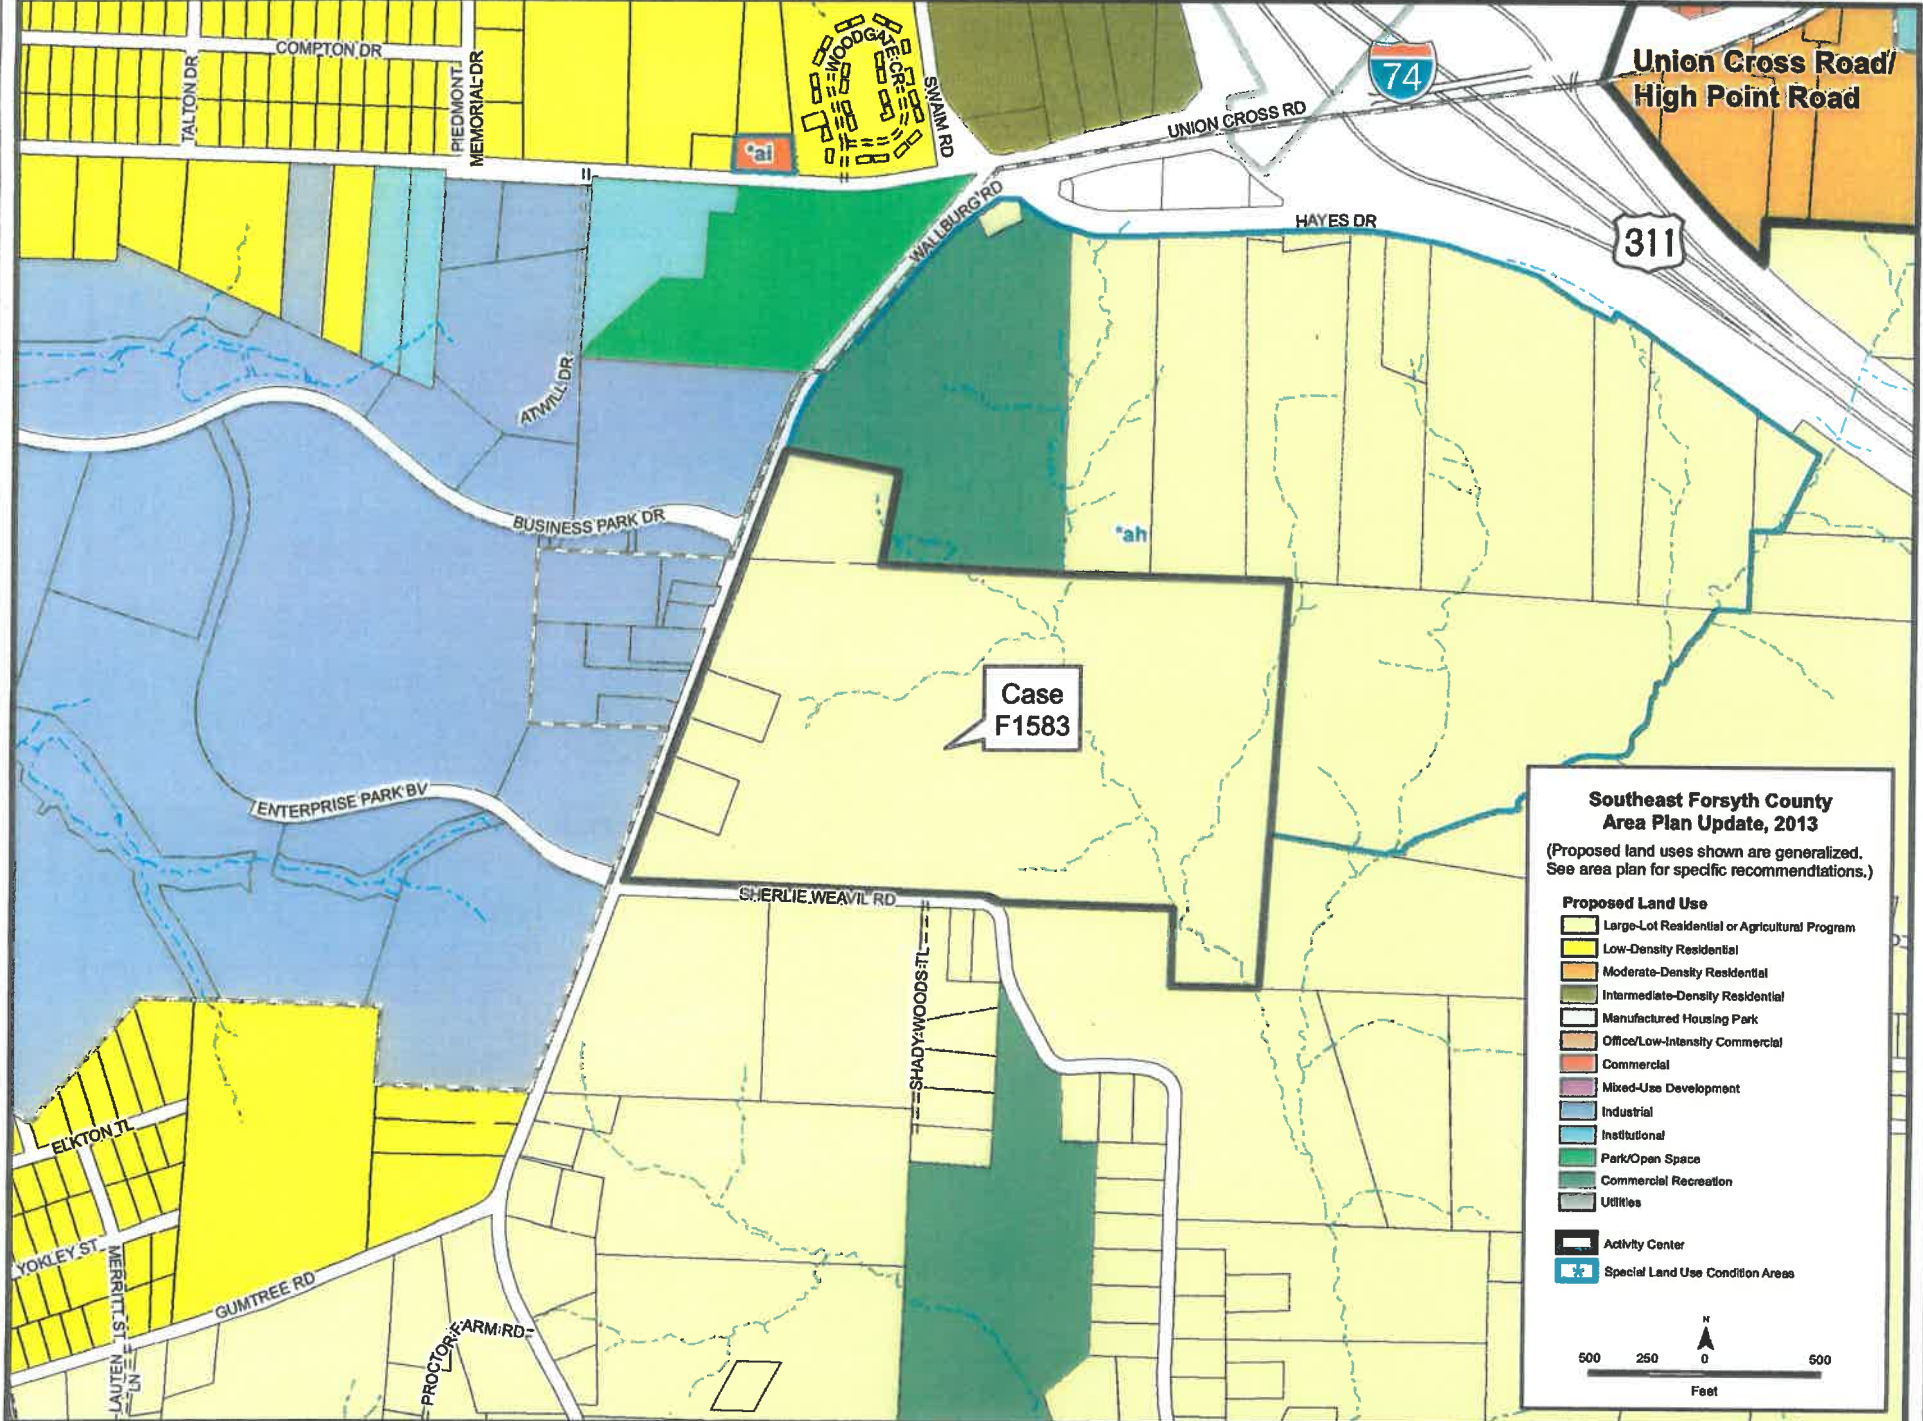 COMPTON DR
TALTON DR
PIEDMONT
MEMORIAL DR
WOODGATE CR
SWAIM RD
74
Union Cross Road/
High Point Road
UNION CROSS RD
*ai
WALLBURG RD
HAYES DR
311
ATWILL DR
BUSINESS PARK DR
*ah
Case
F1583
ENTERPRISE PARK BV
SHERLIE WEAVIL RD
SHADY WOODS TL
ELKTON TL
YOKLEY ST
MERRITT ST
GUMTREE RD
LAUTEN
LN
PROCTOR FARM RD
Southeast Forsyth County
Area Plan Update, 2013
(Proposed land uses shown are generalized.
See area plan for specific recommendtations.)
Proposed Land Use
Large-Lot Residential or Agricultural Program
Low-Density Residential
Moderate-Density Residential
Intermediate-Density Residential
Manufactured Housing Park
Office/Low-Intensity Commercial
Commercial
Mixed-Use Development
Industrial
Institutional
Park/Open Space
Commercial Recreation
Utilities
Activity Center
* Special Land Use Condition Areas
N
500 250 0 500
Feet